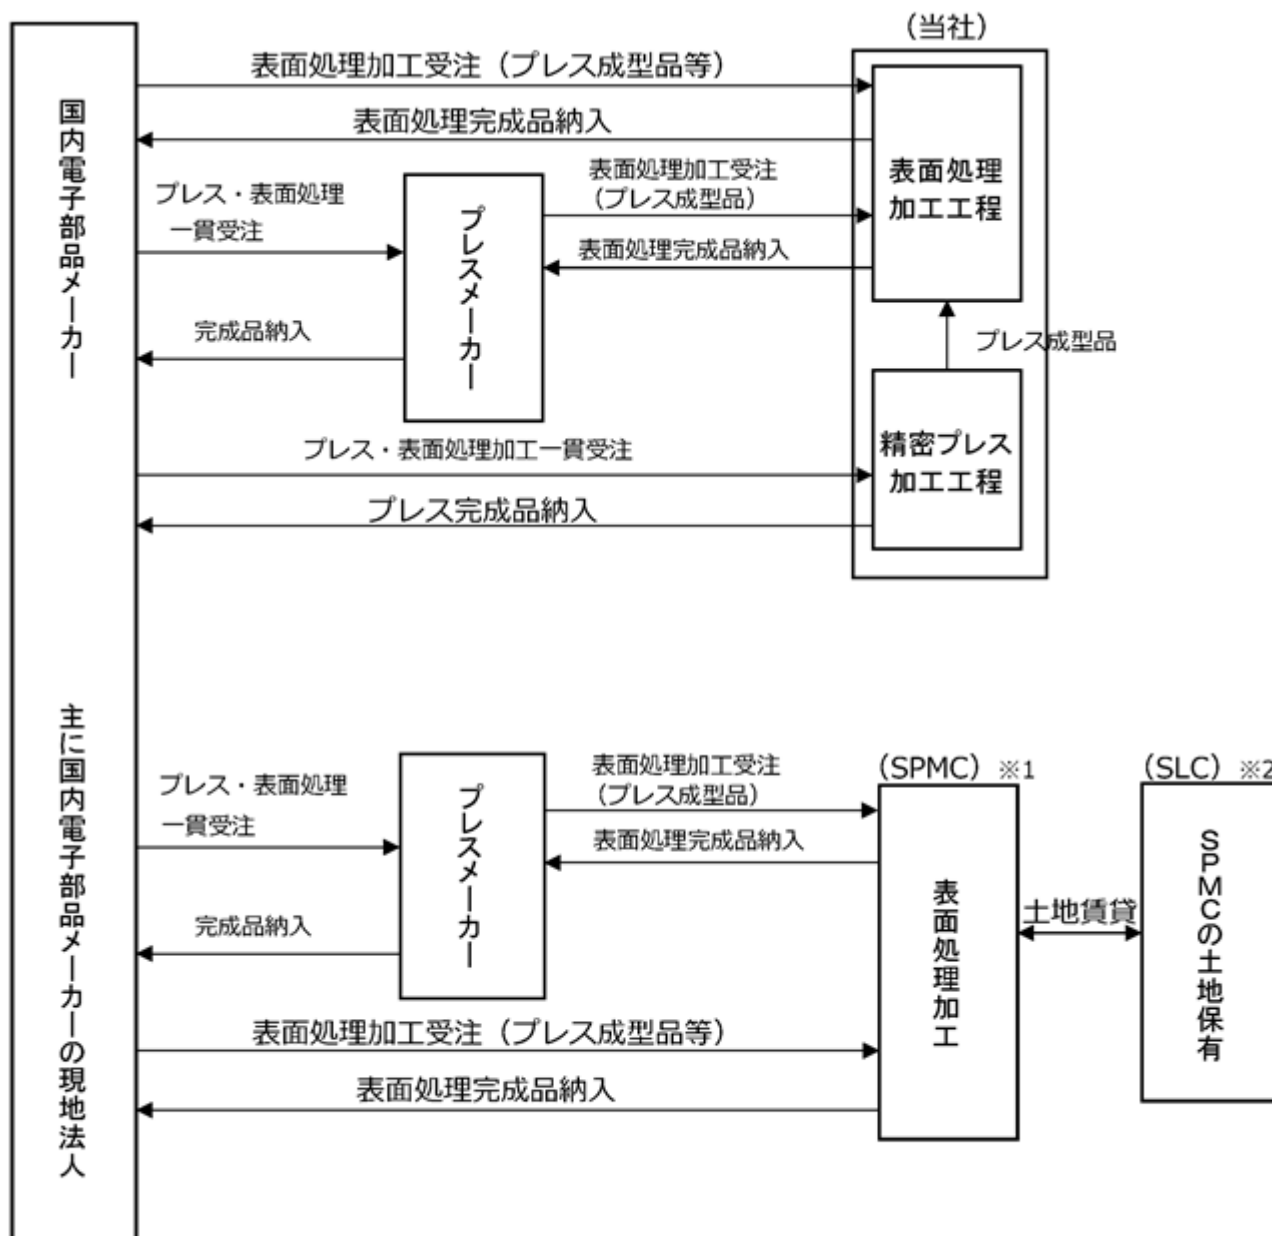 （当社）
表面処理加工受注（プレス成型品等）
表面処理完成品納入
国内電子部品メーカー
プレス・表面処理
一貫受注
プレスメーカー
表面処理加工受注
（プレス成型品）
表面処理完成品納入
表面処理
加工工程
完成品納入
プレス成型品
プレス・表面処理加工一貫受注
精密プレス
加工工程
プレス完成品納入
主に国内電子部品メーカーの現地法人
プレス・表面処理
一貫受注
プレスメーカー
表面処理加工受注
（プレス成型品）
表面処理完成品納入
（SPMC）※1
（SLC）※2
完成品納入
表面処理加工
土地賃貸
SPMCの土地保有
表面処理加工受注（プレス成型品等）
表面処理完成品納入